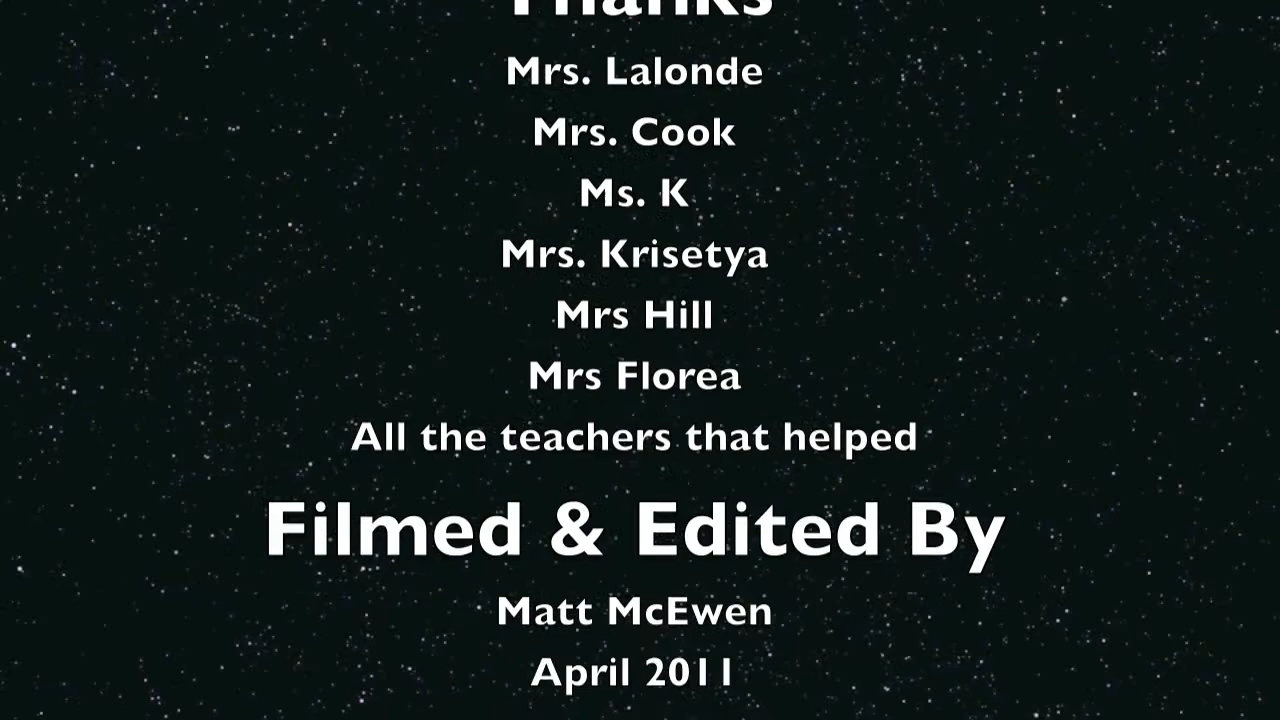 Thanks
Mrs. Lalonde
Mrs. Cook
Ms. K
Mrs. Krisetya
Mrs Hill
Mrs Florea
All the teachers that helped
Filmed & Edited By
Matt McEwen
April 2011